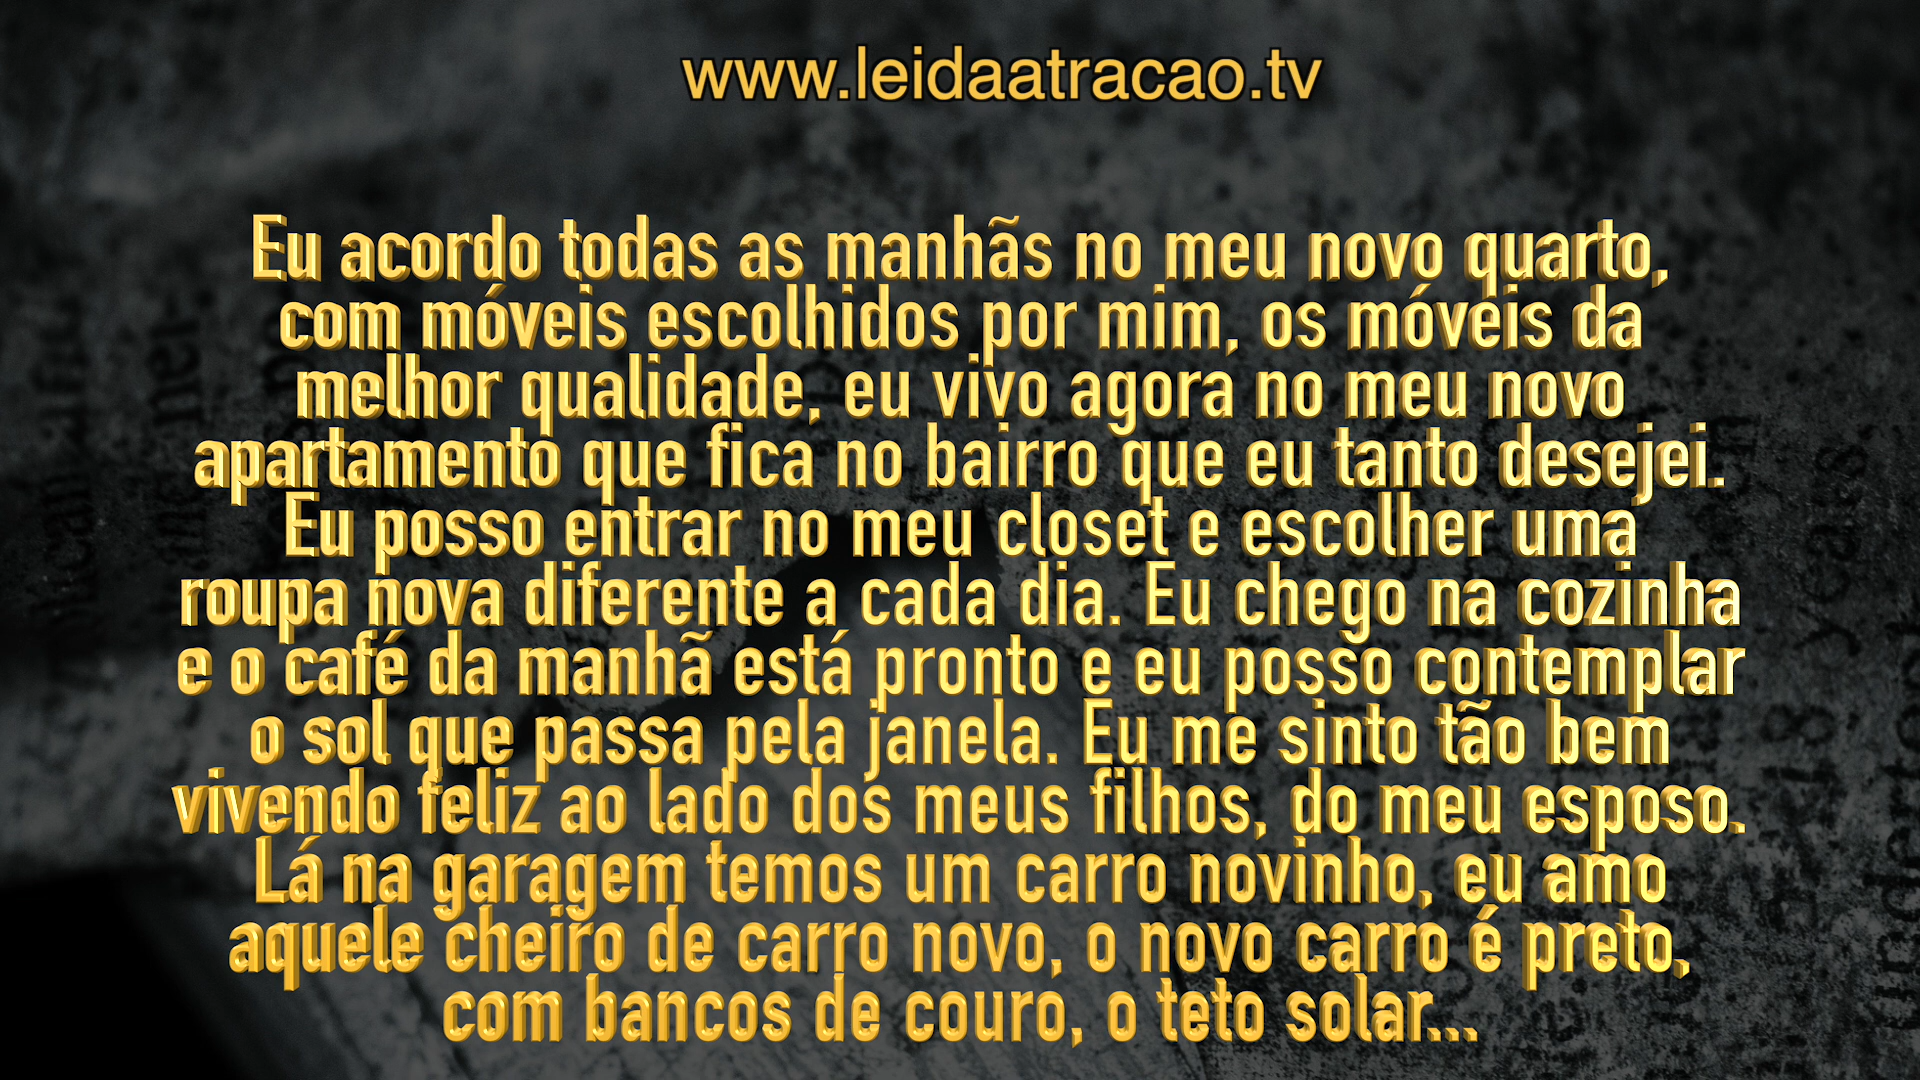 www.leidaatracao.tv
Eu acordo todas as manhãs no meu novo quarto,
com móveis escolhidos por mim, os móveis da
melhor qualidade, eu vivo agora no meu novo
apartamento que fica no bairro que eu tanto desejei.
Eu posso entrar no meu closet e escolher uma
roupa nova diferente a cada dia. Eu chego na cozinha
e o café da manhã está pronto e eu posso contemplar
o sol que passa pela janela. Eu me sinto tão bem
vivendo feliz ao lado dos meus filhos, do meu esposo.
Lá na garagem temos um carro novinho, eu amo
aquele cheiro de carro novo, o novo carro é preto,
com bancos de couro, o teto solar...